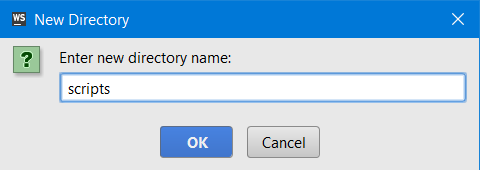 WS New Directory
?
Enter new directory name:
scripts
OK Cancel